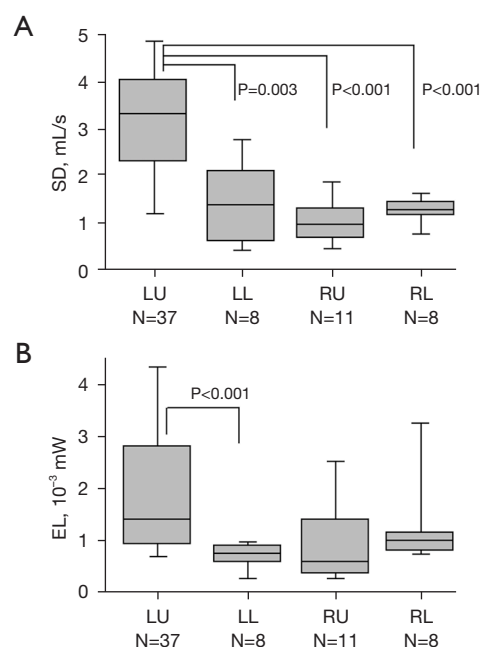 A
SD, mL/s
5
4
3
2
1
0
P=0.003
P<0.001
P<0.001
LU LL RU RL
N=37 N=8 N=11 N=8
B
EL, 10⁻³ mW
4
3
2
1
0
P<0.001
LU LL RU RL
N=37 N=8 N=11 N=8